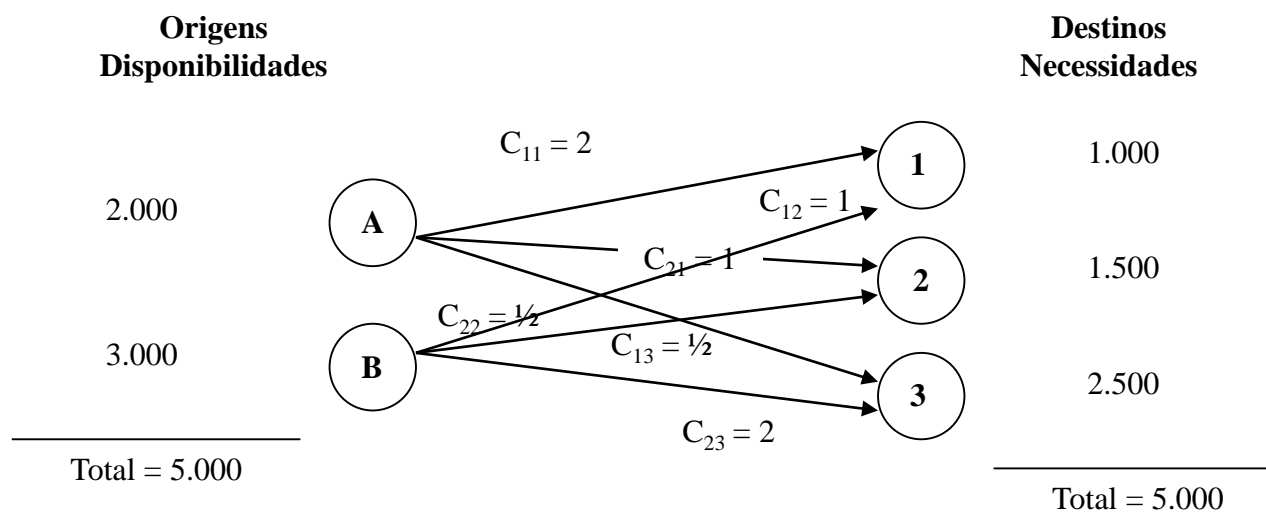 Origens
Disponibilidades
Destinos
Necessidades
C₁₁ = 2
1
1.000
C₁₂ = 1
2.000
A
C₂₁ = 1
2
1.500
C₂₂ = ½
C₁₃ = ½
3.000
B
3
2.500
C₂₃ = 2
Total = 5.000
Total = 5.000